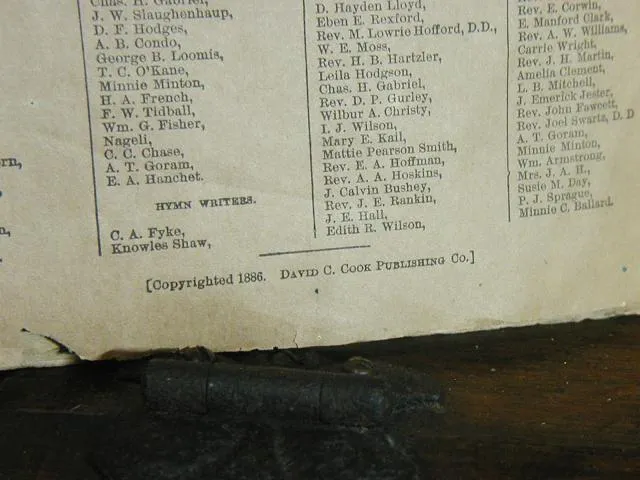 Chas. H. Gabriel,
J. W. Slaughenhaup,
D. F. Hodges,
A. B. Condo,
George B. Loomis,
T. C. O'Kane,
Minnie Minton,
H. A. French,
F. W. Tidball,
Wm. G. Fisher,
Nageli,
C. C. Chase,
A. T. Goram,
E. A. Hanchet.
HYMN WRITERS.
C. A. Fyke,
Knowles Shaw,
D. Hayden Lloyd,
Eben E. Rexford,
Rev. M. Lowrie Hofford, D.D.,
W. E. Moss,
Rev. H. B. Hartzler,
Leila Hodgson,
Chas. H. Gabriel,
Rev. D. P. Gurley,
Wilbur A. Christy,
I. J. Wilson,
Mary E. Kail,
Mattie Pearson Smith,
Rev. E. A. Hoffman,
Rev. A. A. Hoskins,
J. Calvin Bushey,
Rev. J. E. Rankin,
J. E. Hall,
Edith R. Wilson,
Rev. E. Corwin,
E. Manford Clark,
Rev. A. W. Williams,
Carrie Wright,
Rev. J. H. Martin,
Amelia Clement,
L. B. Mitchell,
J. Emerick Jester,
Rev. John Fawcett,
Rev. Joel Swartz, D. D
A. T. Goram,
Minnie Minton,
Wm. Armstrong,
Mrs. J. A. H.,
Susie M. Day,
P. J. Sprague,
Minnie C. Ballard.
[Copyrighted 1886. DAVID C. COOK PUBLISHING CO.]